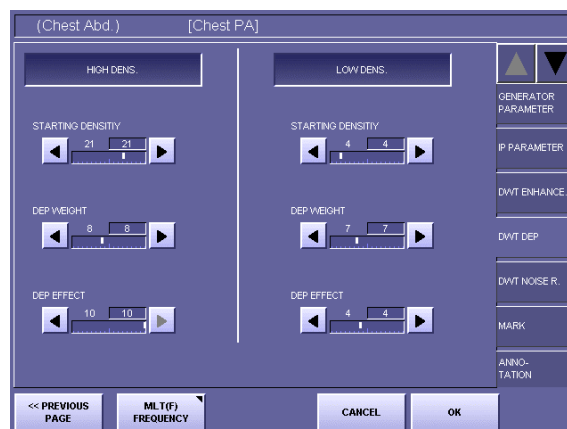 (Chest Abd.) [Chest PA]
HIGH DENS.
LOW DENS.
STARTING DENSITIY
21 21
STARTING DENSITIY
4 4
DEP WEIGHT
8 8
DEP WEIGHT
7 7
DEP EFFECT
10 10
DEP EFFECT
4 4
GENERATOR
PARAMETER
IP PARAMETER
DWT ENHANCE.
DWT DEP
DWT NOISE R.
MARK
ANNO-
TATION
<< PREVIOUS
PAGE
MLT(F)
FREQUENCY
CANCEL
OK